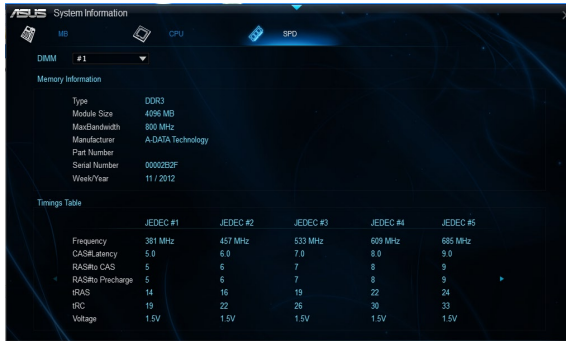 ASUS System Information
MB CPU SPD
DIMM #1
Memory Information
Type DDR3
Module Size 4096 MB
MaxBandwidth 800 MHz
Manufacturer A-DATA Technology
Part Number
Serial Number 00002B2F
Week/Year 11 / 2012
Timings Table
JEDEC #1 JEDEC #2 JEDEC #3 JEDEC #4 JEDEC #5
Frequency 381 MHz 457 MHz 533 MHz 609 MHz 685 MHz
CAS#Latency 5.0 6.0 7.0 8.0 9.0
RAS#to CAS 5 6 7 8 9
RAS#to Precharge 5 6 7 8 9
tRAS 14 16 19 22 24
tRC 19 22 26 30 33
Voltage 1.5V 1.5V 1.5V 1.5V 1.5V